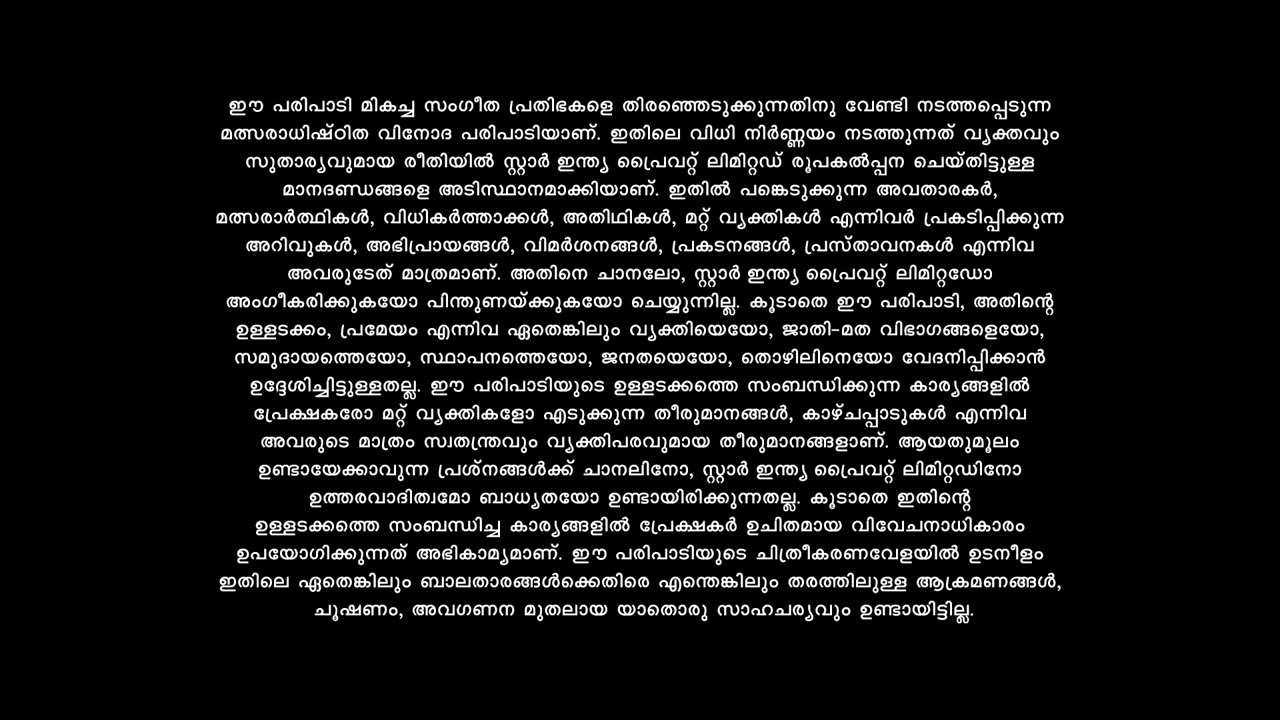 ഈ പരിപാടി മികച്ച സംഗീത പ്രതിഭകളെ തിരഞ്ഞെടുക്കുന്നതിനു വേണ്ടി നടത്തപ്പെടുന്ന
മത്സരാധിഷ്ഠിത വിനോദ പരിപാടിയാണ്. ഇതിലെ വിധി നിർണ്ണയം നടത്തുന്നത് വ്യക്തവും
സുതാര്യവുമായ രീതിയിൽ സ്റ്റാർ ഇന്ത്യ പ്രൈവറ്റ് ലിമിറ്റഡ് രൂപകൽപ്പന ചെയ്തിട്ടുള്ള
മാനദണ്ഡങ്ങളെ അടിസ്ഥാനമാക്കിയാണ്. ഇതിൽ പങ്കെടുക്കുന്ന അവതാരകർ,
മത്സരാർത്ഥികൾ, വിധികർത്താക്കൾ, അതിഥികൾ, മറ്റ് വ്യക്തികൾ എന്നിവർ പ്രകടിപ്പിക്കുന്ന
അറിവുകൾ, അഭിപ്രായങ്ങൾ, വിമർശനങ്ങൾ, പ്രകടനങ്ങൾ, പ്രസ്താവനകൾ എന്നിവ
അവരുടേത് മാത്രമാണ്. അതിനെ ചാനലോ, സ്റ്റാർ ഇന്ത്യ പ്രൈവറ്റ് ലിമിറ്റഡോ
അംഗീകരിക്കുകയോ പിന്തുണയ്ക്കുകയോ ചെയ്യുന്നില്ല. കൂടാതെ ഈ പരിപാടി, അതിന്റെ
ഉള്ളടക്കം, പ്രമേയം എന്നിവ ഏതെങ്കിലും വ്യക്തിയെയോ, ജാതി-മത വിഭാഗങ്ങളെയോ,
സമുദായത്തെയോ, സ്ഥാപനത്തെയോ, ജനതയെയോ, തൊഴിലിനെയോ വേദനിപ്പിക്കാൻ
ഉദ്ദേശിച്ചിട്ടുള്ളതല്ല. ഈ പരിപാടിയുടെ ഉള്ളടക്കത്തെ സംബന്ധിക്കുന്ന കാര്യങ്ങളിൽ
പ്രേക്ഷകരോ മറ്റ് വ്യക്തികളോ എടുക്കുന്ന തീരുമാനങ്ങൾ, കാഴ്ചപ്പാടുകൾ എന്നിവ
അവരുടെ മാത്രം സ്വതന്ത്രവും വ്യക്തിപരവുമായ തീരുമാനങ്ങളാണ്. ആയതുമൂലം
ഉണ്ടായേക്കാവുന്ന പ്രശ്നങ്ങൾക്ക് ചാനലിനോ, സ്റ്റാർ ഇന്ത്യ പ്രൈവറ്റ് ലിമിറ്റഡിനോ
ഉത്തരവാദിത്വമോ ബാധ്യതയോ ഉണ്ടായിരിക്കുന്നതല്ല. കൂടാതെ ഇതിന്റെ
ഉള്ളടക്കത്തെ സംബന്ധിച്ച കാര്യങ്ങളിൽ പ്രേക്ഷകർ ഉചിതമായ വിവേചനാധികാരം
ഉപയോഗിക്കുന്നത് അഭികാമ്യമാണ്. ഈ പരിപാടിയുടെ ചിത്രീകരണവേളയിൽ ഉടനീളം
ഇതിലെ ഏതെങ്കിലും ബാലതാരങ്ങൾക്കെതിരെ എന്തെങ്കിലും തരത്തിലുള്ള ആക്രമണങ്ങൾ,
ചൂഷണം, അവഗണന മുതലായ യാതൊരു സാഹചര്യവും ഉണ്ടായിട്ടില്ല.